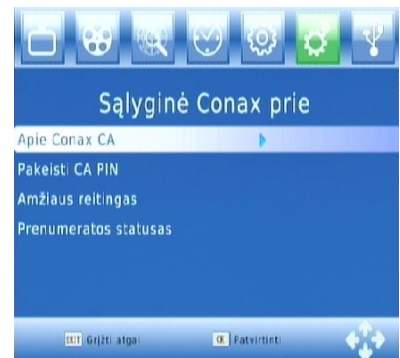 Sąlyginė Conax prie
Apie Conax CA
Pakeisti CA PIN
Amžiaus reitingas
Prenumeratos statusas
EXIT Grįžti atgal OK Patvirtinti